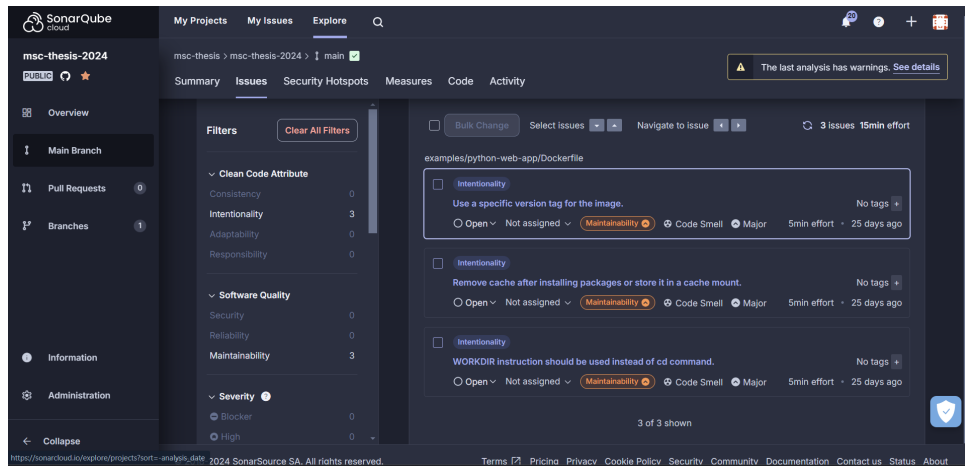 SonarQube cloud
My Projects My Issues Explore
20
msc-thesis-2024
PUBLIC
msc-thesis > msc-thesis-2024 > main
The last analysis has warnings. See details
Summary Issues Security Hotspots Measures Code Activity
Overview
Main Branch
Pull Requests 0
Branches 1
Information
Administration
Collapse
https://sonarcloud.io/explore/projects?sort=-analysis_date
Filters Clear All Filters
Clean Code Attribute
Consistency 0
Intentionality 3
Adaptability 0
Responsibility 0
Software Quality
Security 0
Reliability 0
Maintainability 3
Severity ?
Blocker 0
High 0
Bulk Change Select issues Navigate to issue 3 issues 15min effort
examples/python-web-app/Dockerfile
Intentionality
Use a specific version tag for the image. No tags +
Open Not assigned Maintainability Code Smell Major 5min effort • 25 days ago
Intentionality
Remove cache after installing packages or store it in a cache mount. No tags +
Open Not assigned Maintainability Code Smell Major 5min effort • 25 days ago
Intentionality
WORKDIR instruction should be used instead of cd command. No tags +
Open Not assigned Maintainability Code Smell Major 5min effort • 25 days ago
3 of 3 shown
2024 SonarSource SA. All rights reserved. Terms Pricing Privacy Cookie Policy Security Community Documentation Contact us Status About